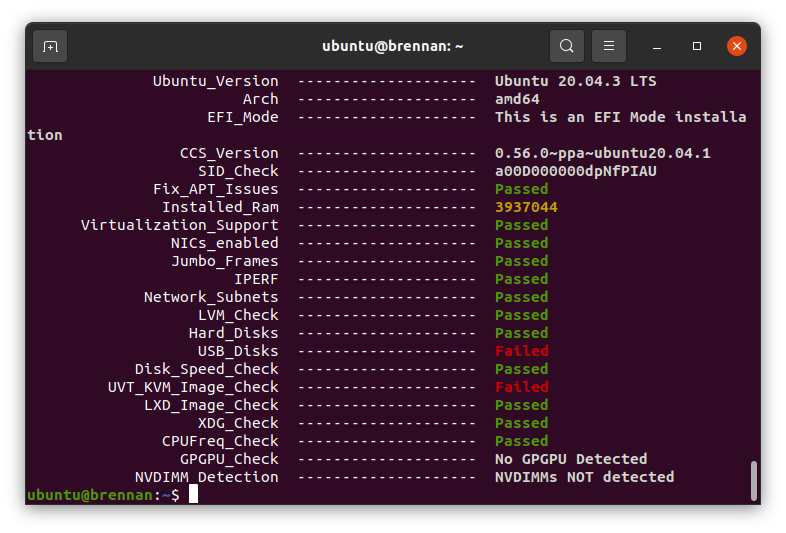 ubuntu@brennan: ~
Ubuntu_Version -------------------- Ubuntu 20.04.3 LTS
Arch -------------------- amd64
EFI_Mode -------------------- This is an EFI Mode installa
tion
CCS_Version -------------------- 0.56.0~ppa~ubuntu20.04.1
SID_Check -------------------- a00D000000dpNfPIAU
Fix_APT_Issues -------------------- Passed
Installed_Ram -------------------- 3937044
Virtualization_Support -------------------- Passed
NICs_enabled -------------------- Passed
Jumbo_Frames -------------------- Passed
IPERF -------------------- Passed
Network_Subnets -------------------- Passed
LVM_Check -------------------- Passed
Hard_Disks -------------------- Passed
USB_Disks -------------------- Failed
Disk_Speed_Check -------------------- Passed
UVT_KVM_Image_Check -------------------- Failed
LXD_Image_Check -------------------- Passed
XDG_Check -------------------- Passed
CPUFreq_Check -------------------- Passed
GPGPU_Check -------------------- No GPGPU Detected
NVDIMM_Detection -------------------- NVDIMMs NOT detected
ubuntu@brennan:~$